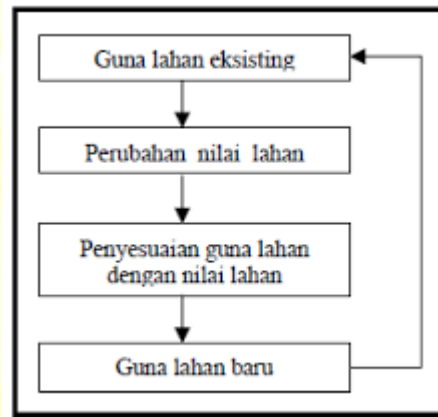 Guna lahan eksisting
Perubahan nilai lahan
Penyesuaian guna lahan
dengan nilai lahan
Guna lahan baru